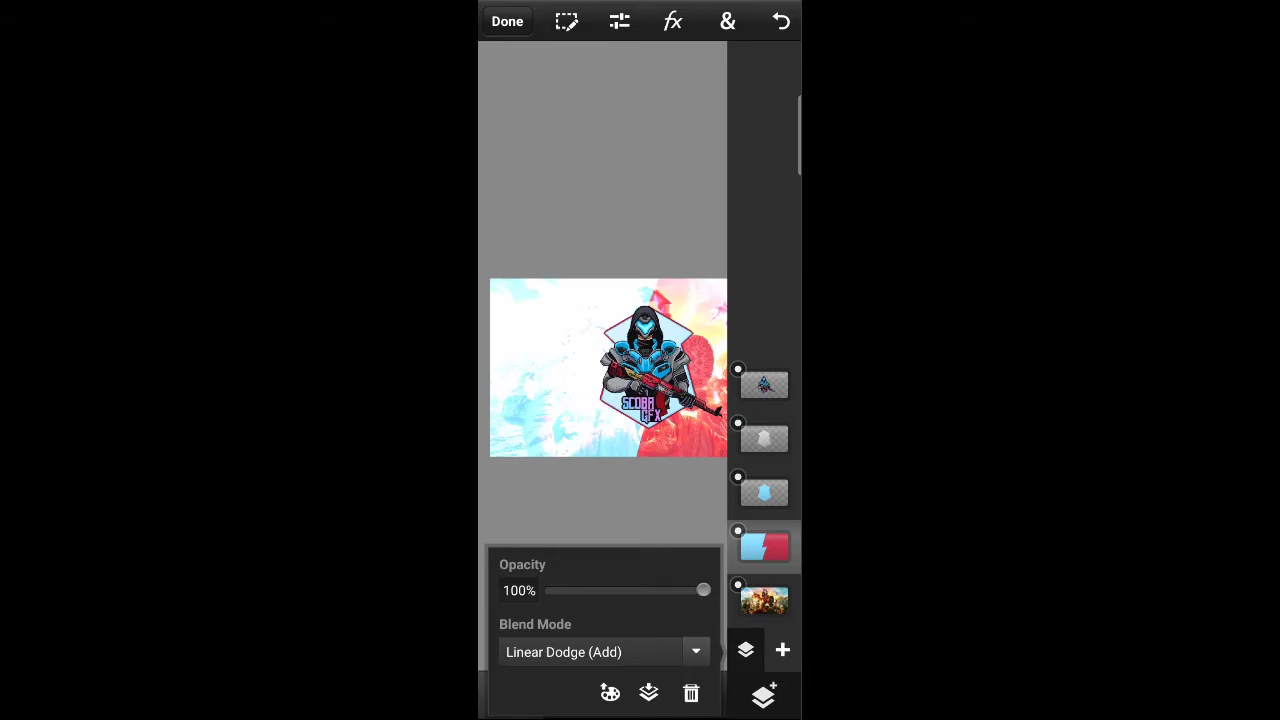 Done
fx
&
SCOBA
GFX
Opacity
100%
Blend Mode
Linear Dodge (Add)